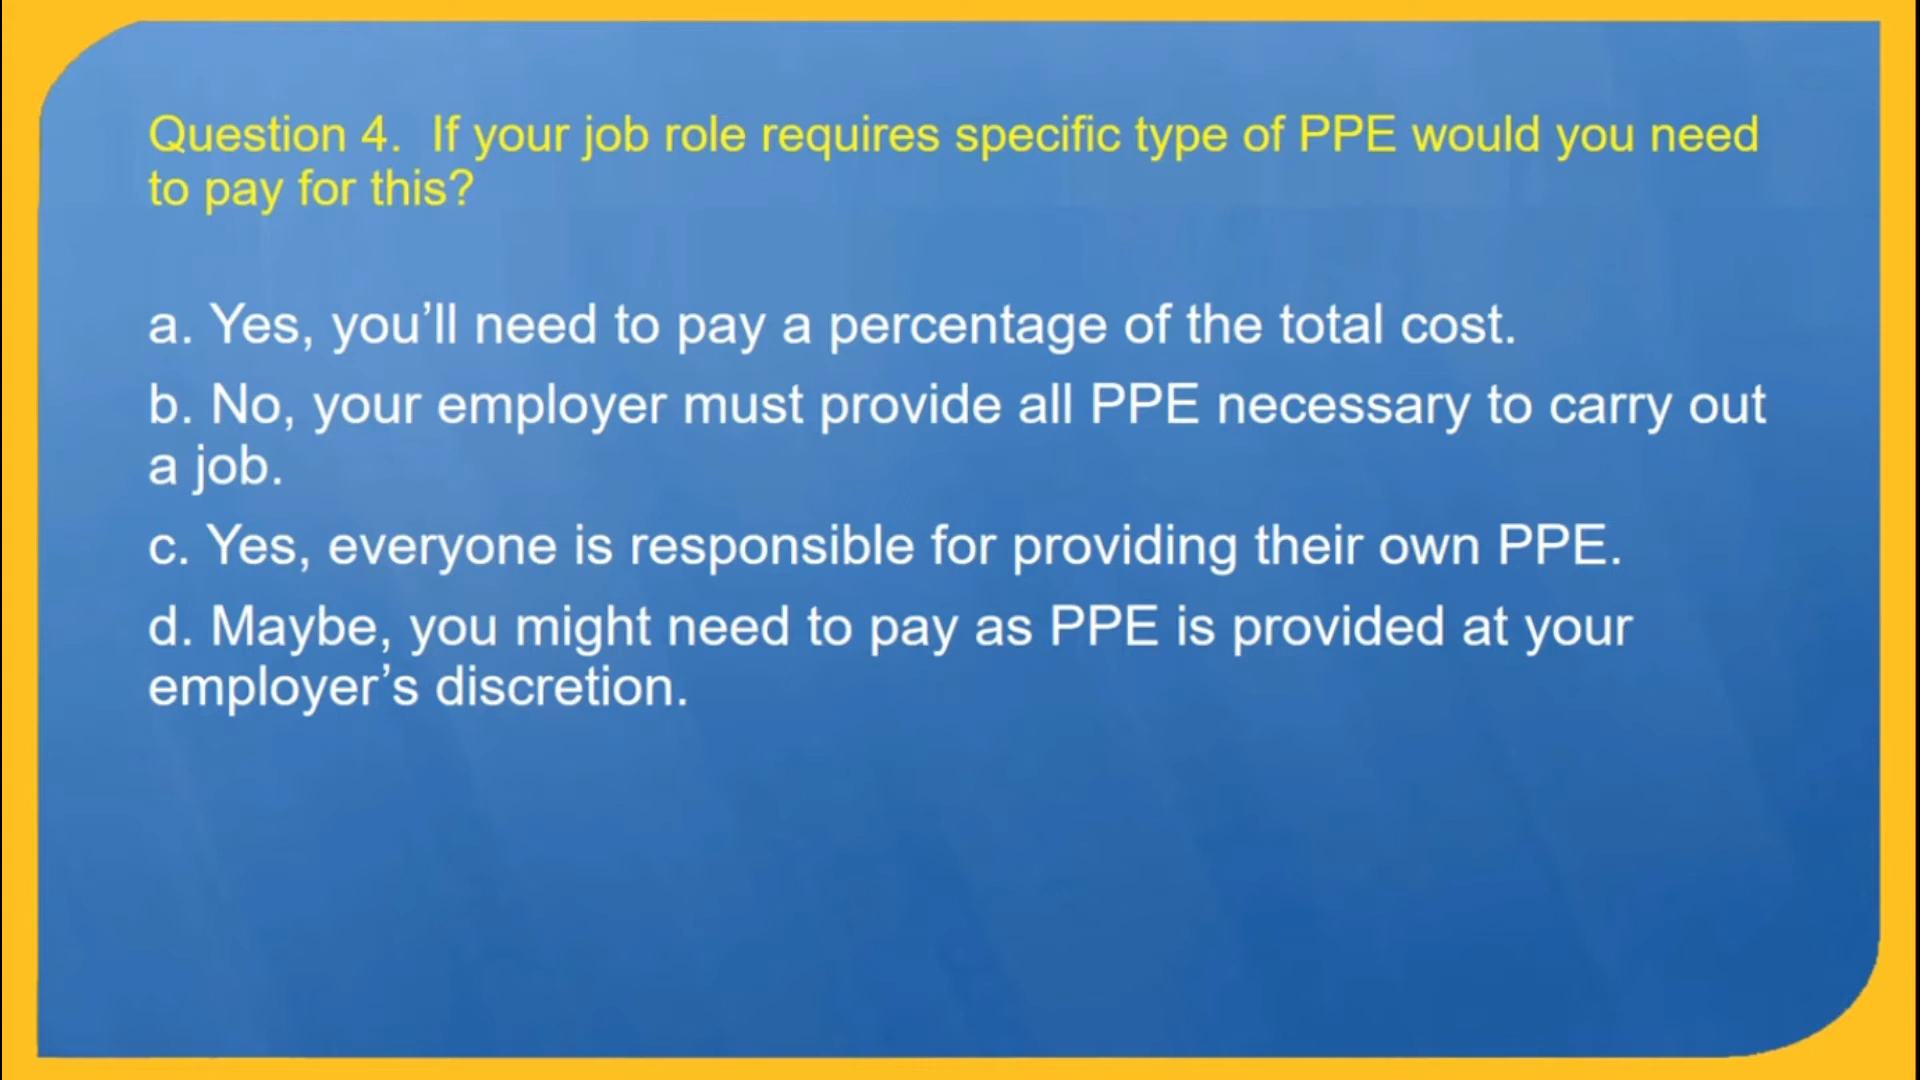 Question 4.  If your job role requires specific type of PPE would you need
to pay for this?
a. Yes, you’ll need to pay a percentage of the total cost.
b. No, your employer must provide all PPE necessary to carry out
a job.
c. Yes, everyone is responsible for providing their own PPE.
d. Maybe, you might need to pay as PPE is provided at your
employer’s discretion.